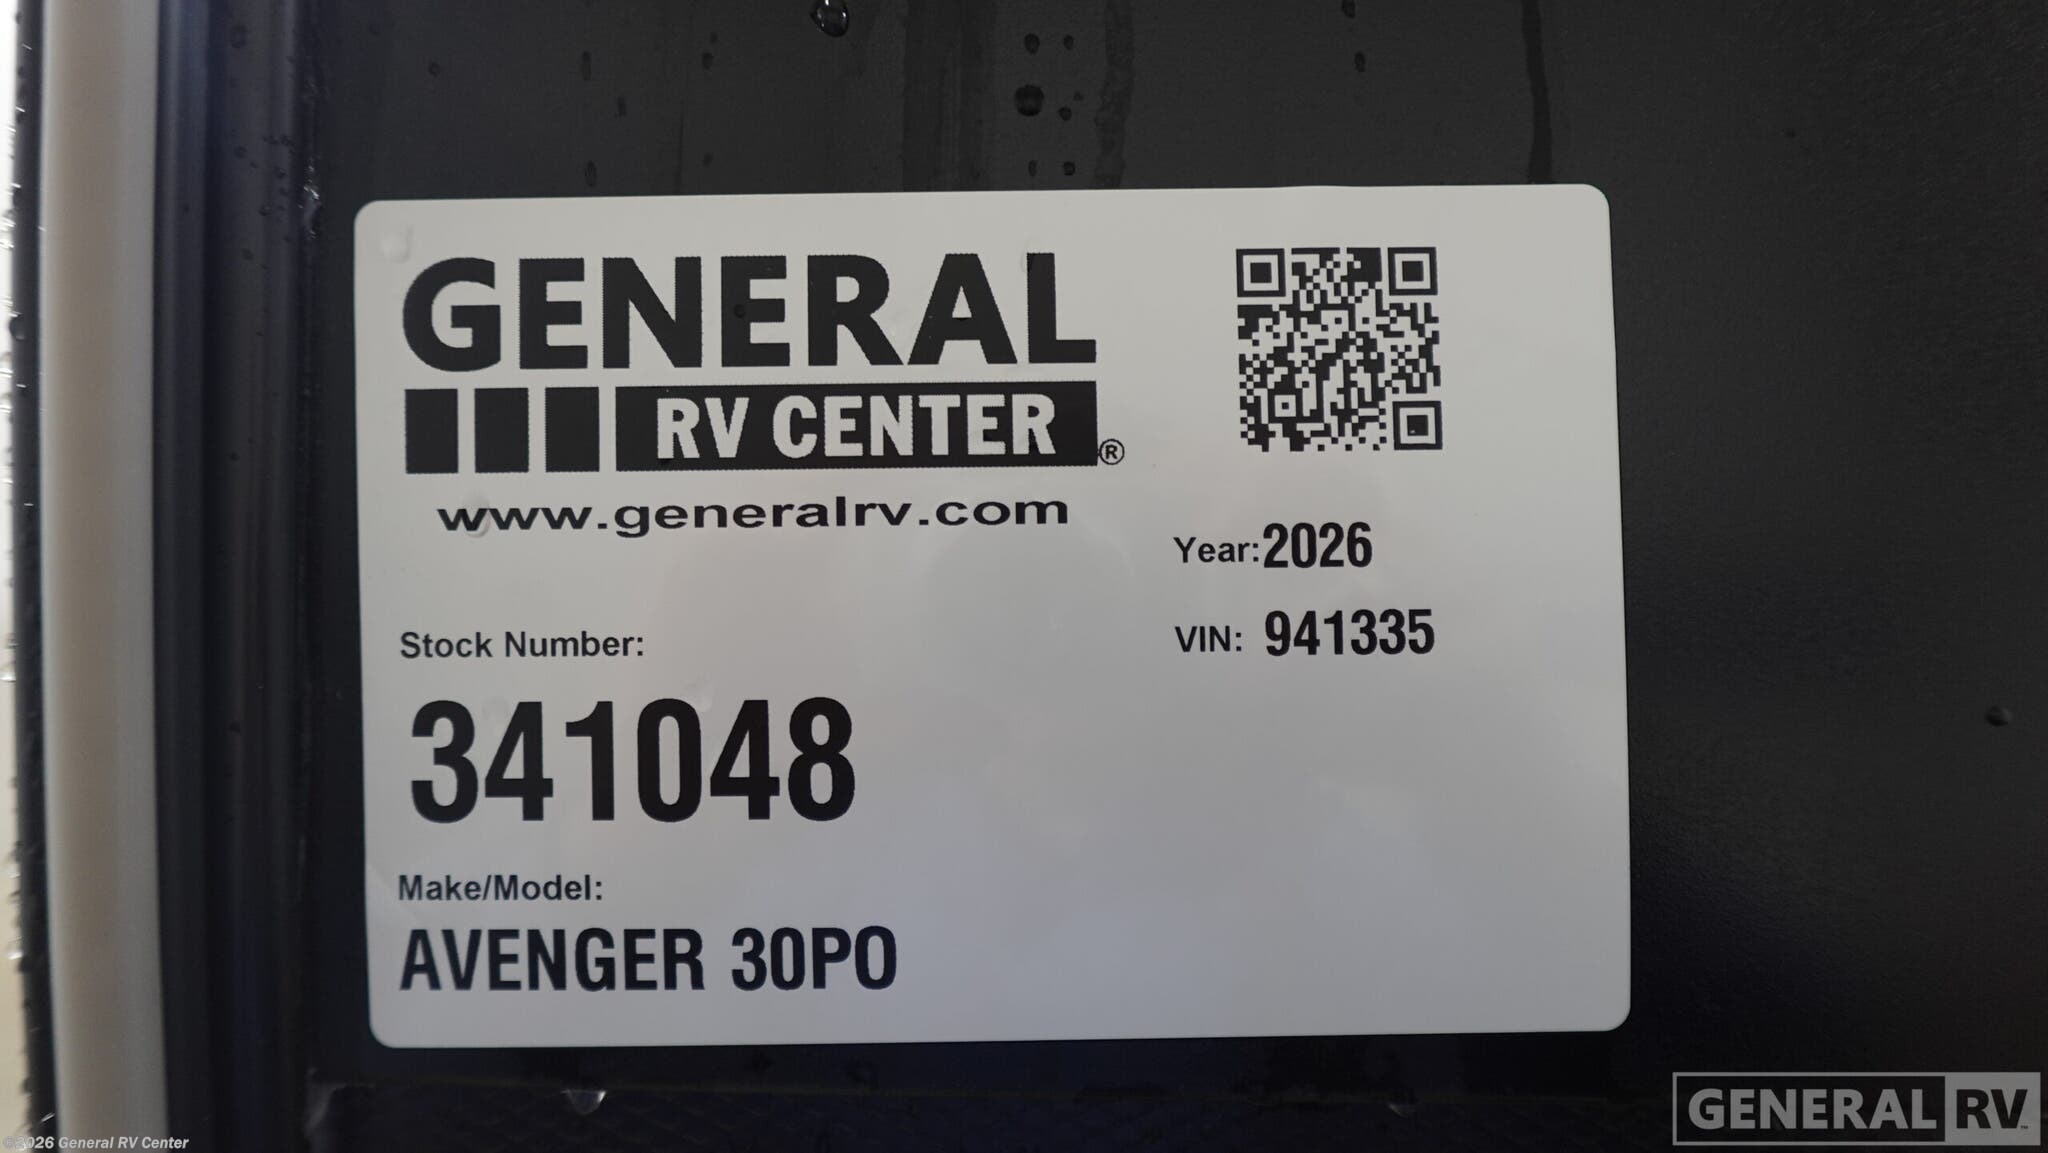 GENERAL
RV CENTER®
www.generalrv.com
Year: 2026
VIN: 941335
Stock Number:
341048
Make/Model:
AVENGER 30PO
GENERAL RV™
©2026 General RV Center